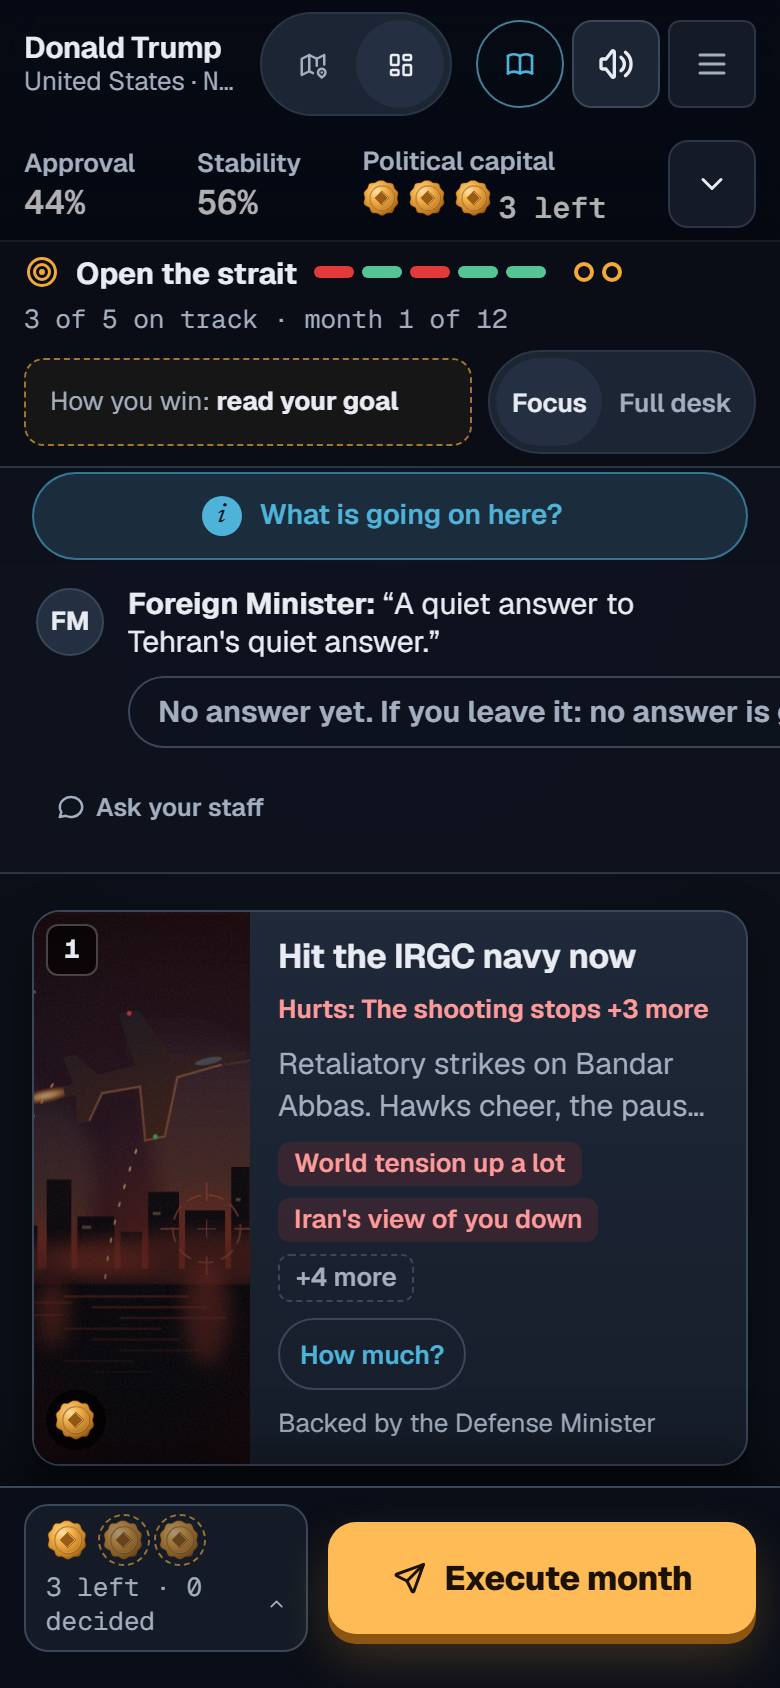 Donald Trump
United States · N...
Approval
44%
Stability
56%
Political capital
3 left
Open the strait
3 of 5 on track · month 1 of 12
How you win: read your goal
Focus
Full desk
i What is going on here?
FM
Foreign Minister: “A quiet answer to
Tehran's quiet answer.”
No answer yet. If you leave it: no answer is
Ask your staff
1
Hit the IRGC navy now
Hurts: The shooting stops +3 more
Retaliatory strikes on Bandar
Abbas. Hawks cheer, the paus...
World tension up a lot
Iran's view of you down
+4 more
How much?
Backed by the Defense Minister
3 left · 0
decided
Execute month